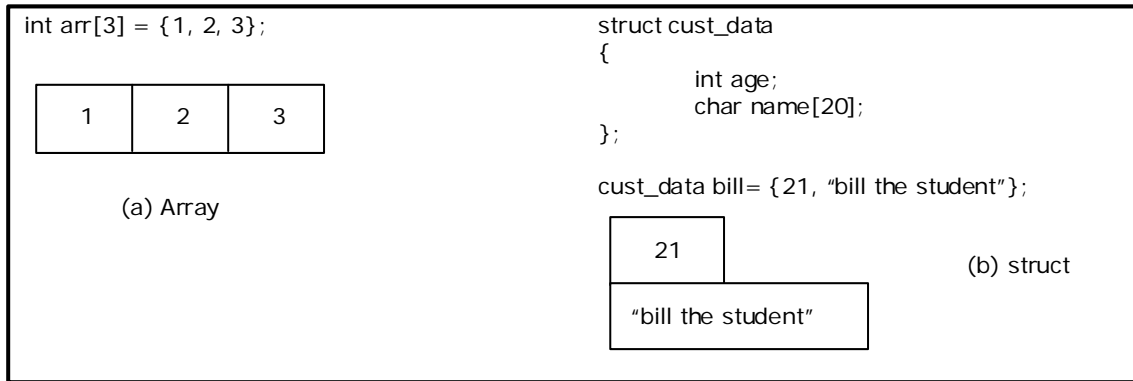 int arr[3] = {1, 2, 3};
1 2 3
(a) Array
struct cust_data
{
int age;
char name[20];
};
cust_data bill= {21, “bill the student”};
21
(b) struct
“bill the student”